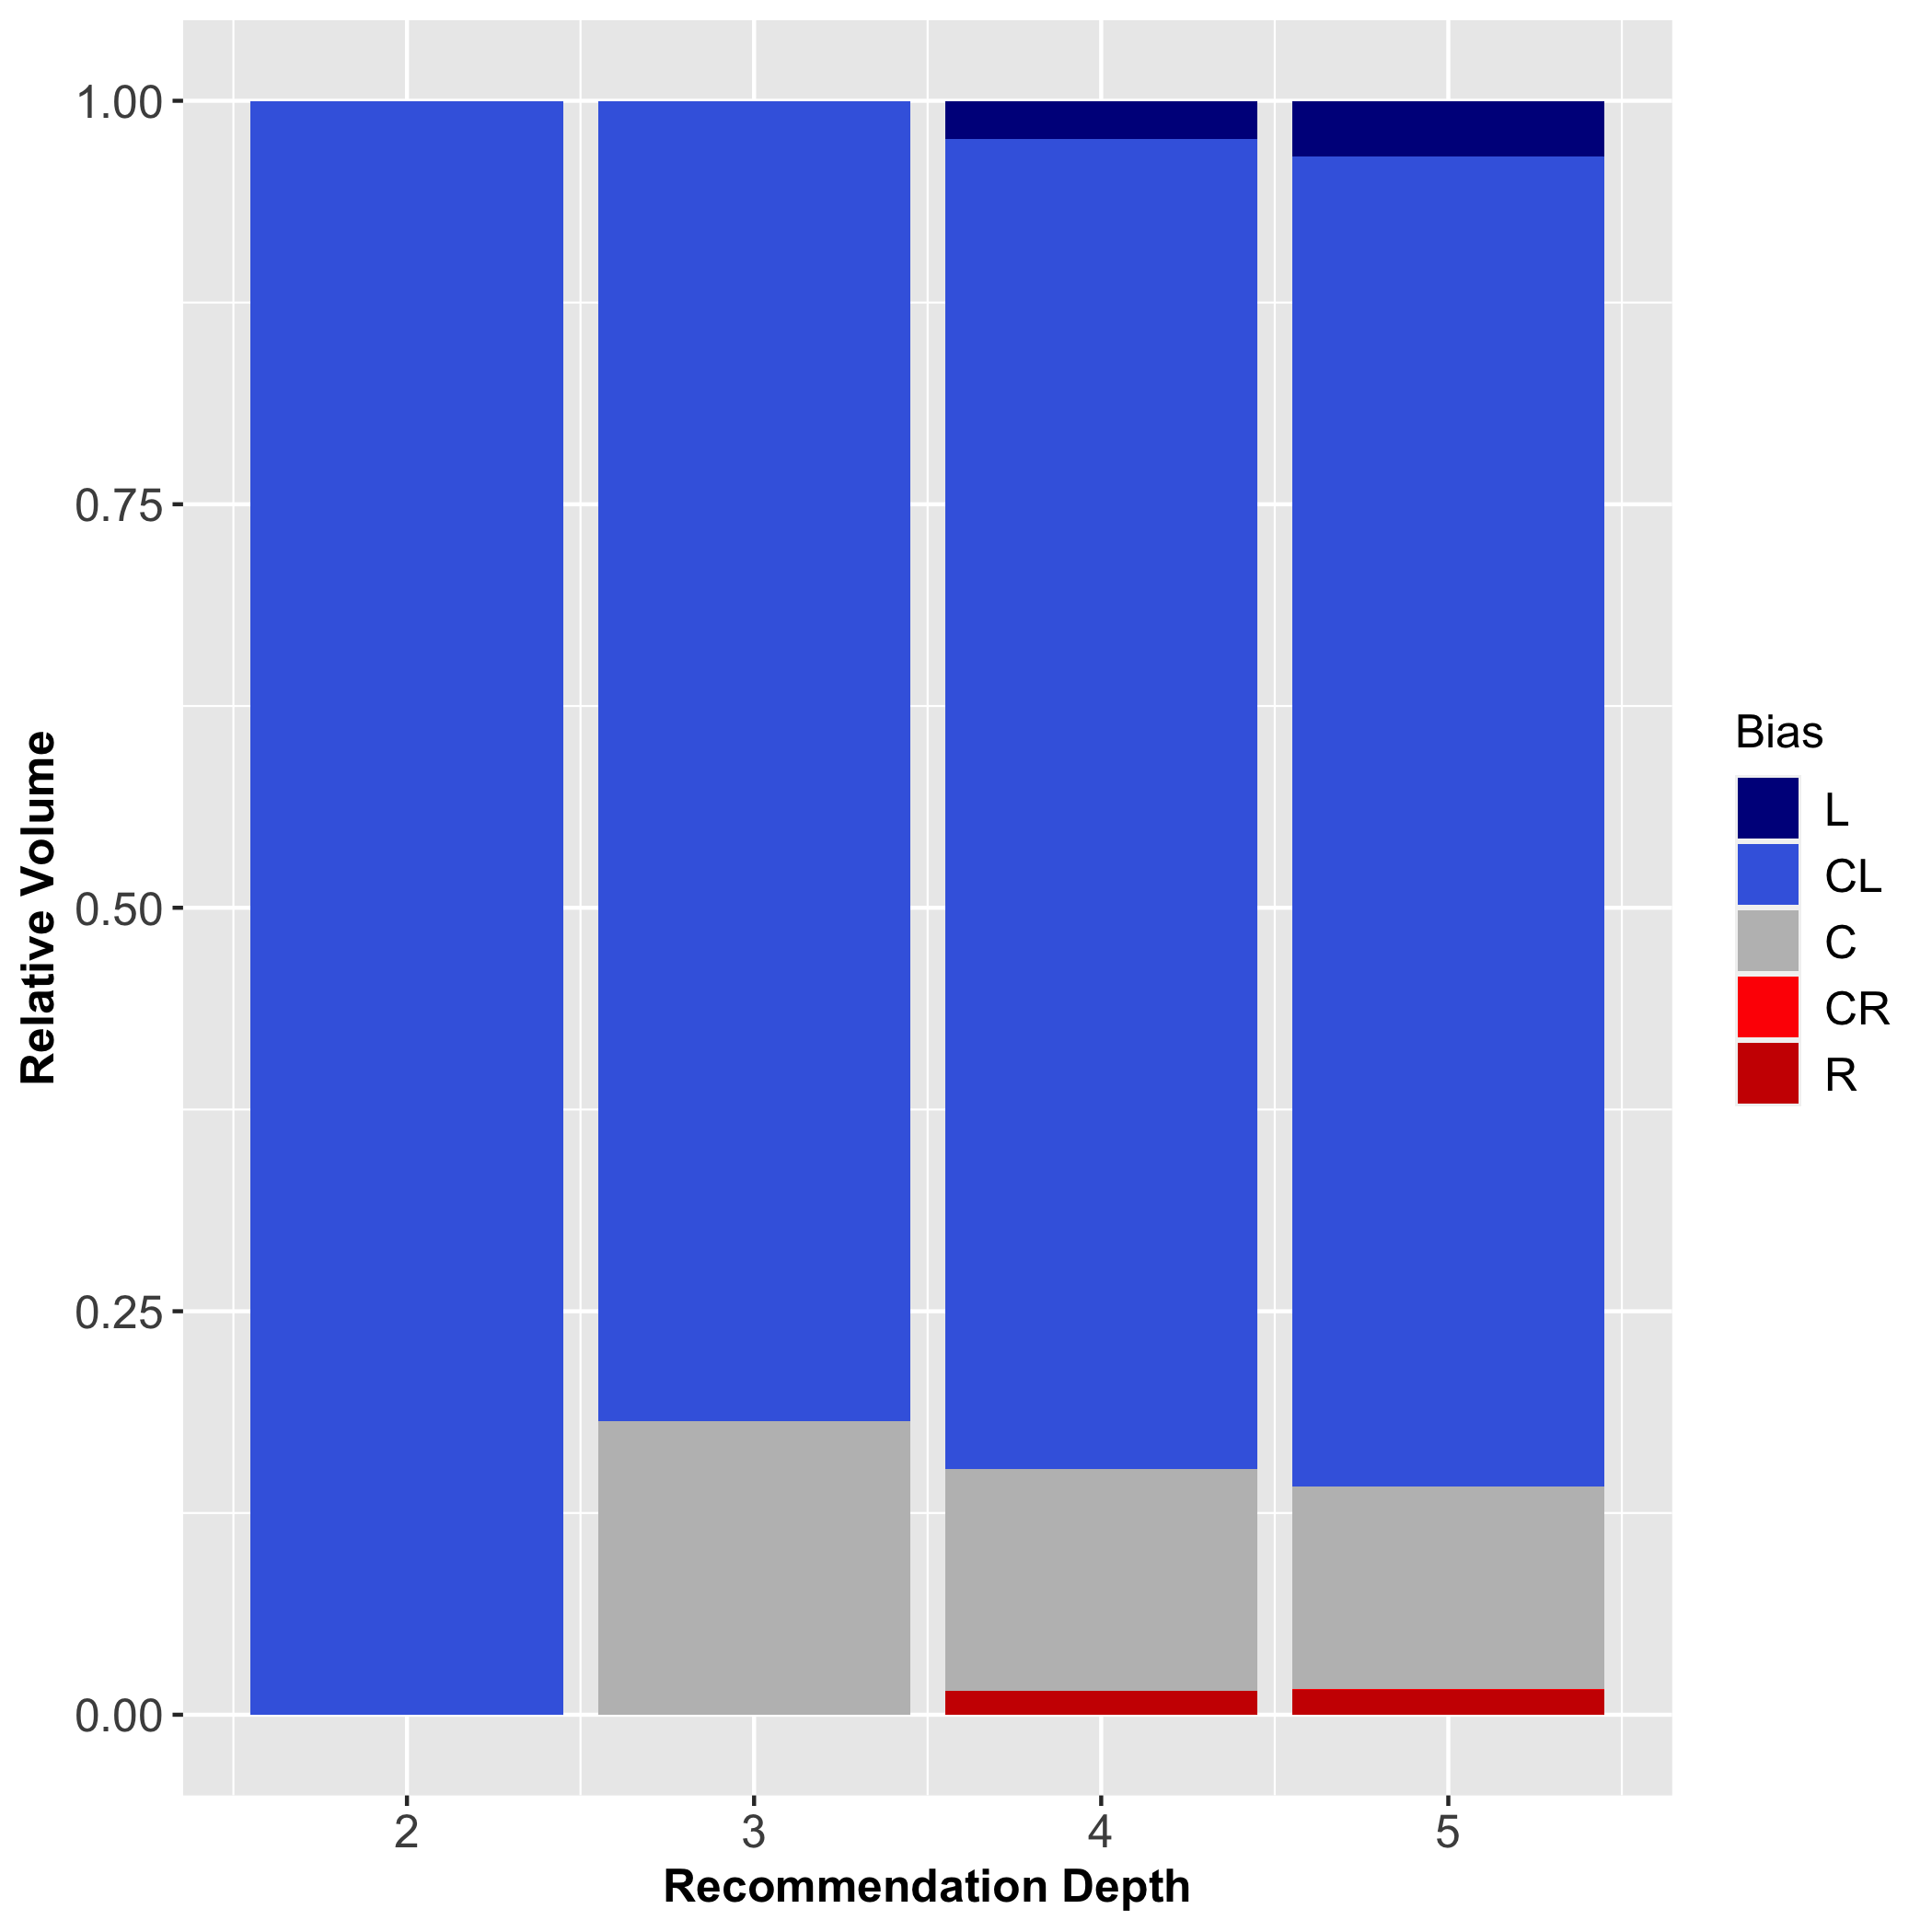 1.00
0.75
0.50
0.25
0.00
Relative Volume
2 3 4 5
Recommendation Depth
Bias
L
CL
C
CR
R